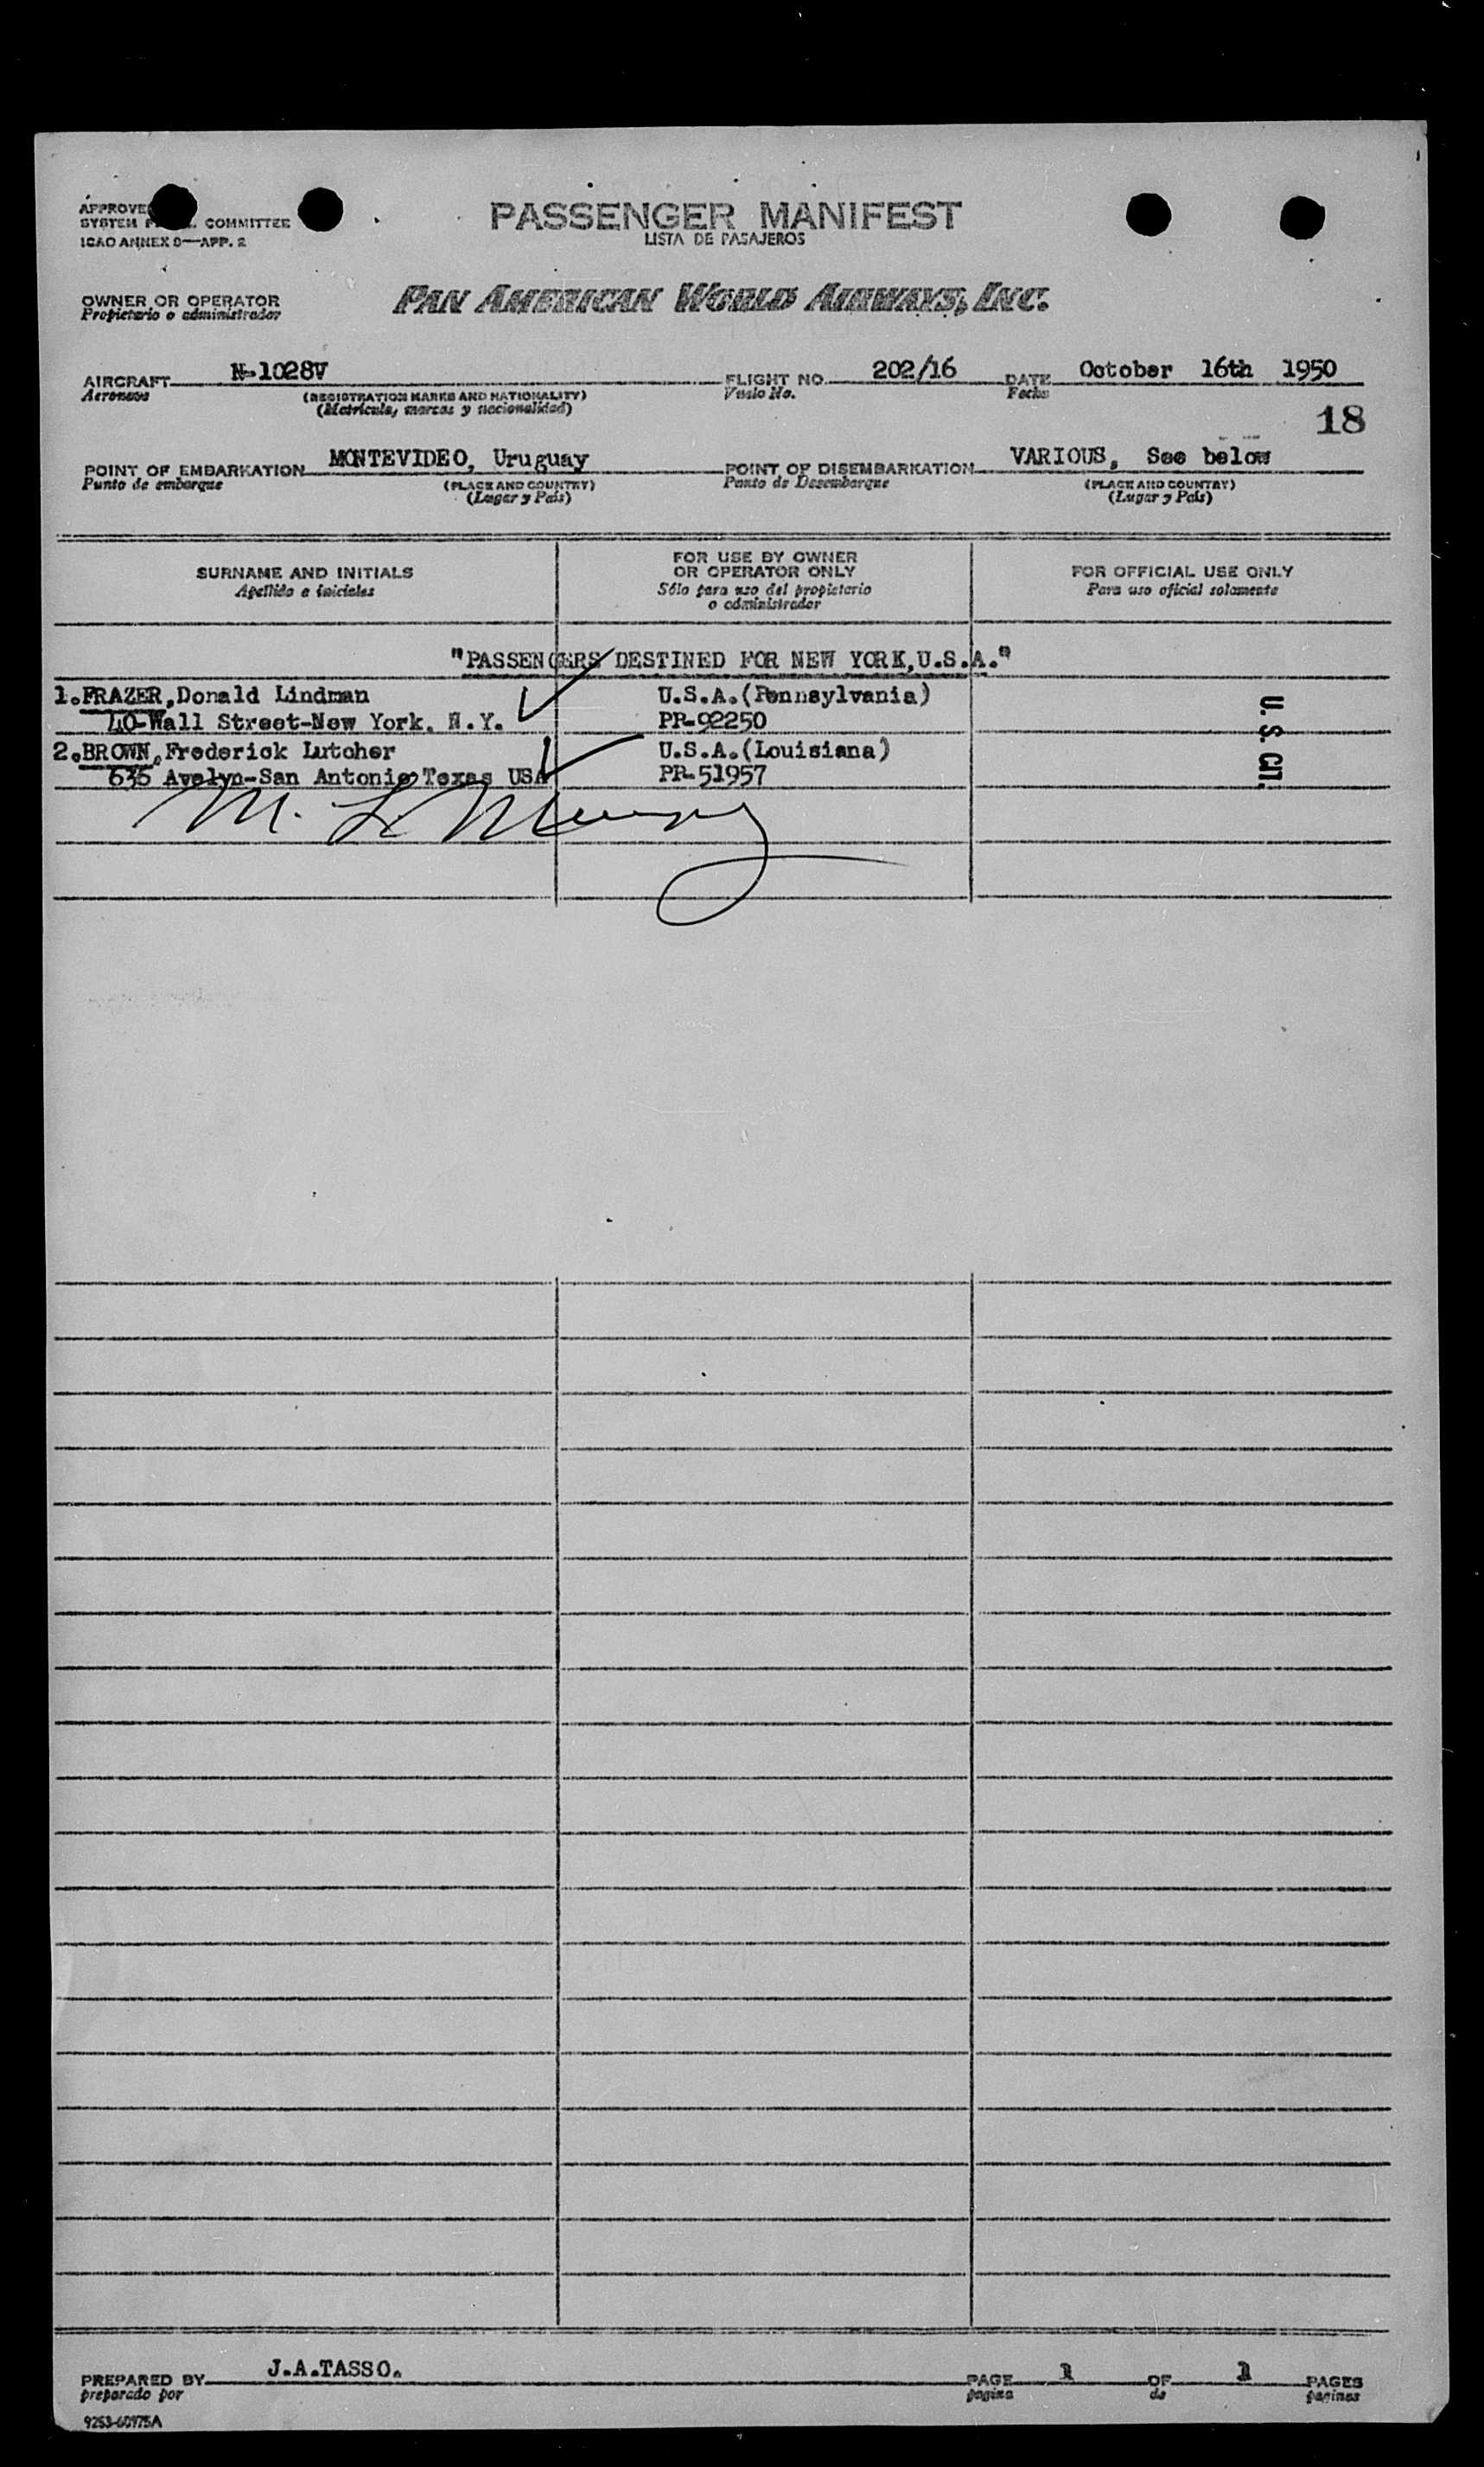 APPROVE
SYSTEM COMMITTEE
ICAO ANNEX 9—APP. 2
PASSENGER MANIFEST
LISTA DE PASAJEROS
OWNER OR OPERATOR
Propietario o administrador
PAN AMERICAN WORLD AIRWAYS, INC.
AIRCRAFT N-1028V FLIGHT NO. 202/16 DATE October 16th 1950
Aeronave (REGISTRATION MARKS AND NATIONALITY) Vuelo No. Fecha
(Matrícula, marcas y nacionalidad)
18
POINT OF EMBARKATION MONTEVIDEO, Uruguay POINT OF DISEMBARKATION VARIOUS, See below
Punto de embarque (PLACE AND COUNTRY) Punto de Desembarque (PLACE AND COUNTRY)
(Lugar y País) (Lugar y País)
SURNAME AND INITIALS
Apellido e iniciales
FOR USE BY OWNER
OR OPERATOR ONLY
Sólo para uso del propietario
o administrador
FOR OFFICIAL USE ONLY
Para uso oficial solamente
"PASSENGERS DESTINED FOR NEW YORK,U.S.A."
1.FRAZER,Donald Lindman U.S.A.(Pennsylvania)
40-Wall Street-New York. N.Y. PR-92250
2.BROWN,Frederick Lutcher U.S.A.(Louisiana)
635 Avelyn-San Antonio Texas USA PR-51957
U. S. CIT.
M. L.
PREPARED BY J.A.TASSO. PAGE 1 OF 1 PAGES
preparado por pagina de paginas
9253-60975A